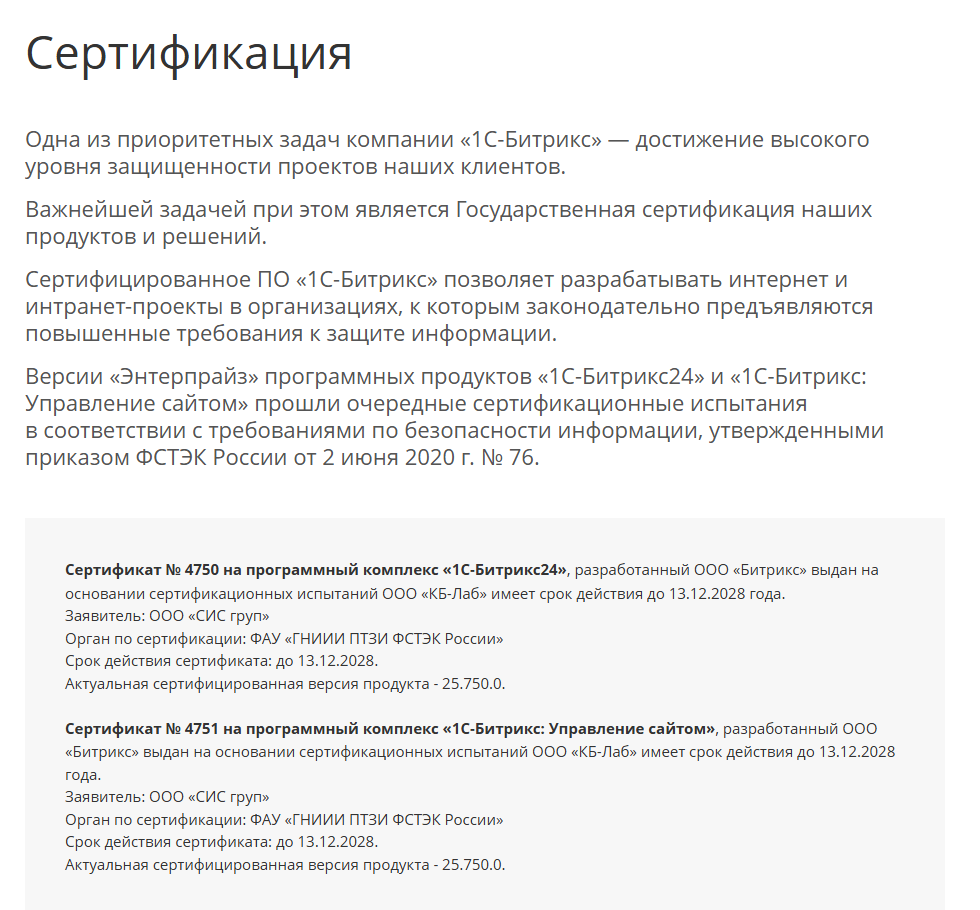 Сертификация
Одна из приоритетных задач компании «1С-Битрикс» — достижение высокого
уровня защищенности проектов наших клиентов.
Важнейшей задачей при этом является Государственная сертификация наших
продуктов и решений.
Сертифицированное ПО «1С-Битрикс» позволяет разрабатывать интернет и
интранет-проекты в организациях, к которым законодательно предъявляются
повышенные требования к защите информации.
Версии «Энтерпрайз» программных продуктов «1С-Битрикс24» и «1С-Битрикс:
Управление сайтом» прошли очередные сертификационные испытания
в соответствии с требованиями по безопасности информации, утвержденными
приказом ФСТЭК России от 2 июня 2020 г. № 76.
Сертификат № 4750 на программный комплекс «1С-Битрикс24», разработанный ООО «Битрикс» выдан на
основании сертификационных испытаний ООО «КБ-Лаб» имеет срок действия до 13.12.2028 года.
Заявитель: ООО «СИС груп»
Орган по сертификации: ФАУ «ГНИИИ ПТЗИ ФСТЭК России»
Срок действия сертификата: до 13.12.2028.
Актуальная сертифицированная версия продукта - 25.750.0.
Сертификат № 4751 на программный комплекс «1С-Битрикс: Управление сайтом», разработанный ООО
«Битрикс» выдан на основании сертификационных испытаний ООО «КБ-Лаб» имеет срок действия до 13.12.2028
года.
Заявитель: ООО «СИС груп»
Орган по сертификации: ФАУ «ГНИИИ ПТЗИ ФСТЭК России»
Срок действия сертификата: до 13.12.2028.
Актуальная сертифицированная версия продукта - 25.750.0.